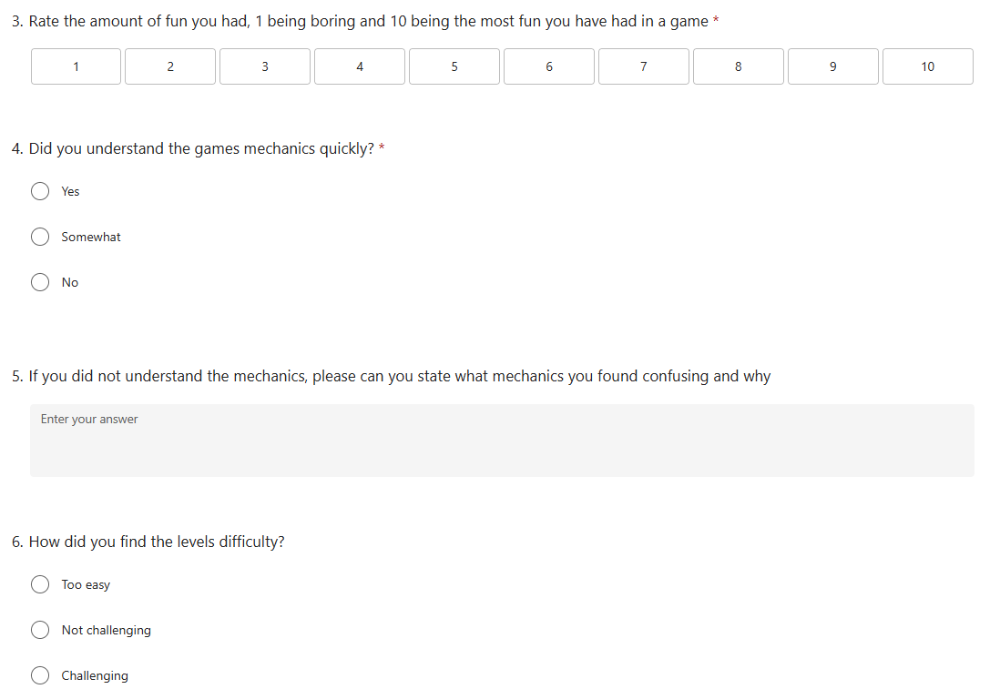 3. Rate the amount of fun you had, 1 being boring and 10 being the most fun you have had in a game *
1 2 3 4 5 6 7 8 9 10
4. Did you understand the games mechanics quickly? *
Yes
Somewhat
No
5. If you did not understand the mechanics, please can you state what mechanics you found confusing and why
Enter your answer
6. How did you find the levels difficulty?
Too easy
Not challenging
Challenging